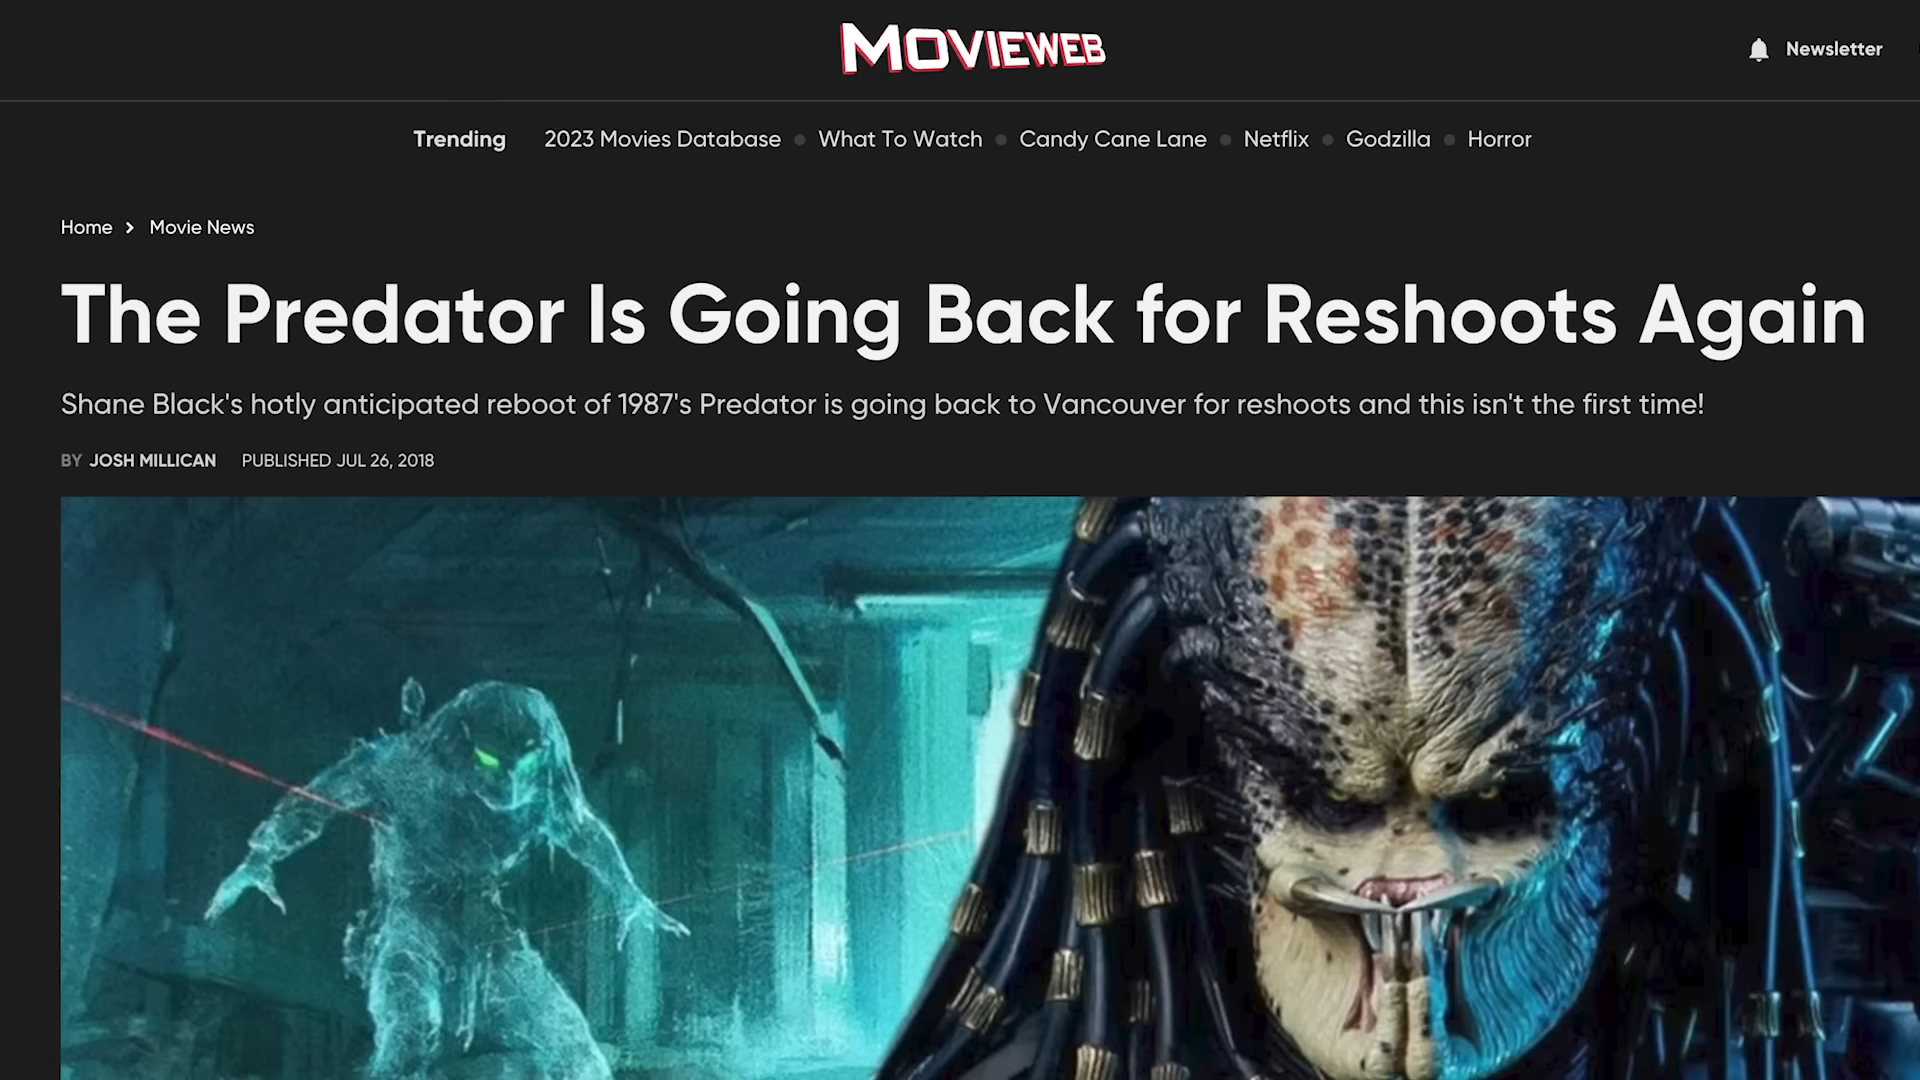 MOVIEWEB
Newsletter
Trending 2023 Movies Database What To Watch Candy Cane Lane Netflix Godzilla Horror
Home > Movie News
The Predator Is Going Back for Reshoots Again
Shane Black's hotly anticipated reboot of 1987's Predator is going back to Vancouver for reshoots and this isn't the first time!
BY JOSH MILLICAN PUBLISHED JUL 26, 2018